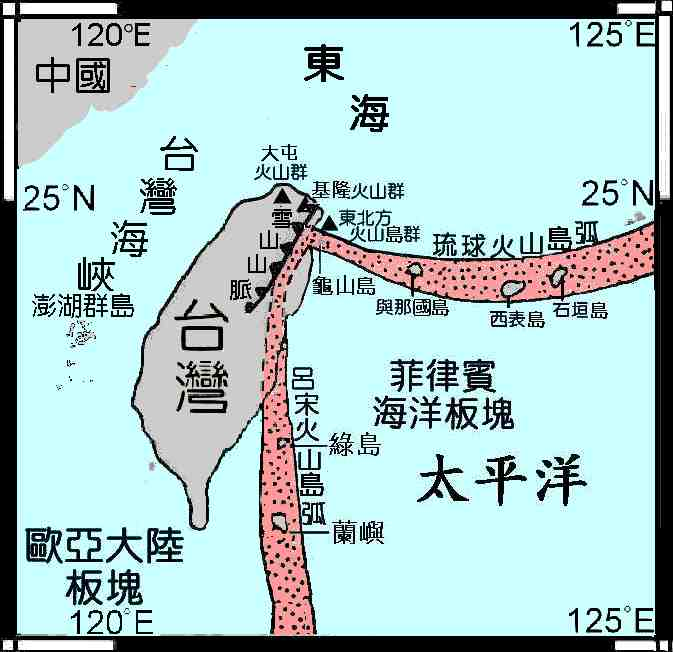 120°E
125°E
中國
東海
台灣海峽
大屯
火山群
基隆火山群
25°N
25°N
東北方
火山島群
雪山山脈
琉球火山島弧
龜山島
與那國島
西表島
石垣島
澎湖群島
台灣
菲律賓
海洋板塊
呂宋火山島弧
綠島
太平洋
蘭嶼
歐亞大陸
板塊
120°E
125°E